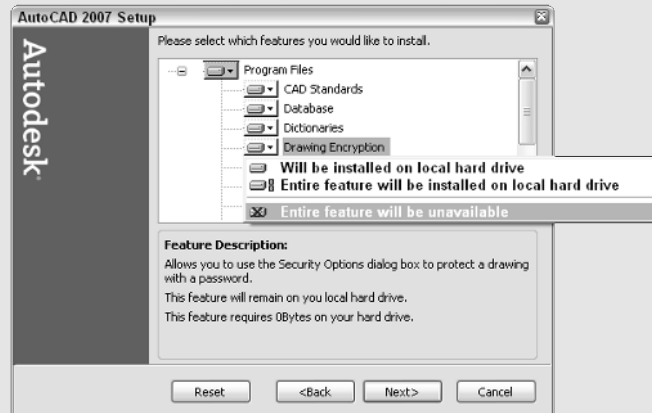 AutoCAD 2007 Setup
Autodesk
Please select which features you would like to install.
Program Files
CAD Standards
Database
Dictionaries
Drawing Encryption
Will be installed on local hard drive
Entire feature will be installed on local hard drive
Entire feature will be unavailable
Feature Description:
Allows you to use the Security Options dialog box to protect a drawing
with a password.
This feature will remain on you local hard drive.
This feature requires 0Bytes on your hard drive.
Reset
<Back
Next>
Cancel